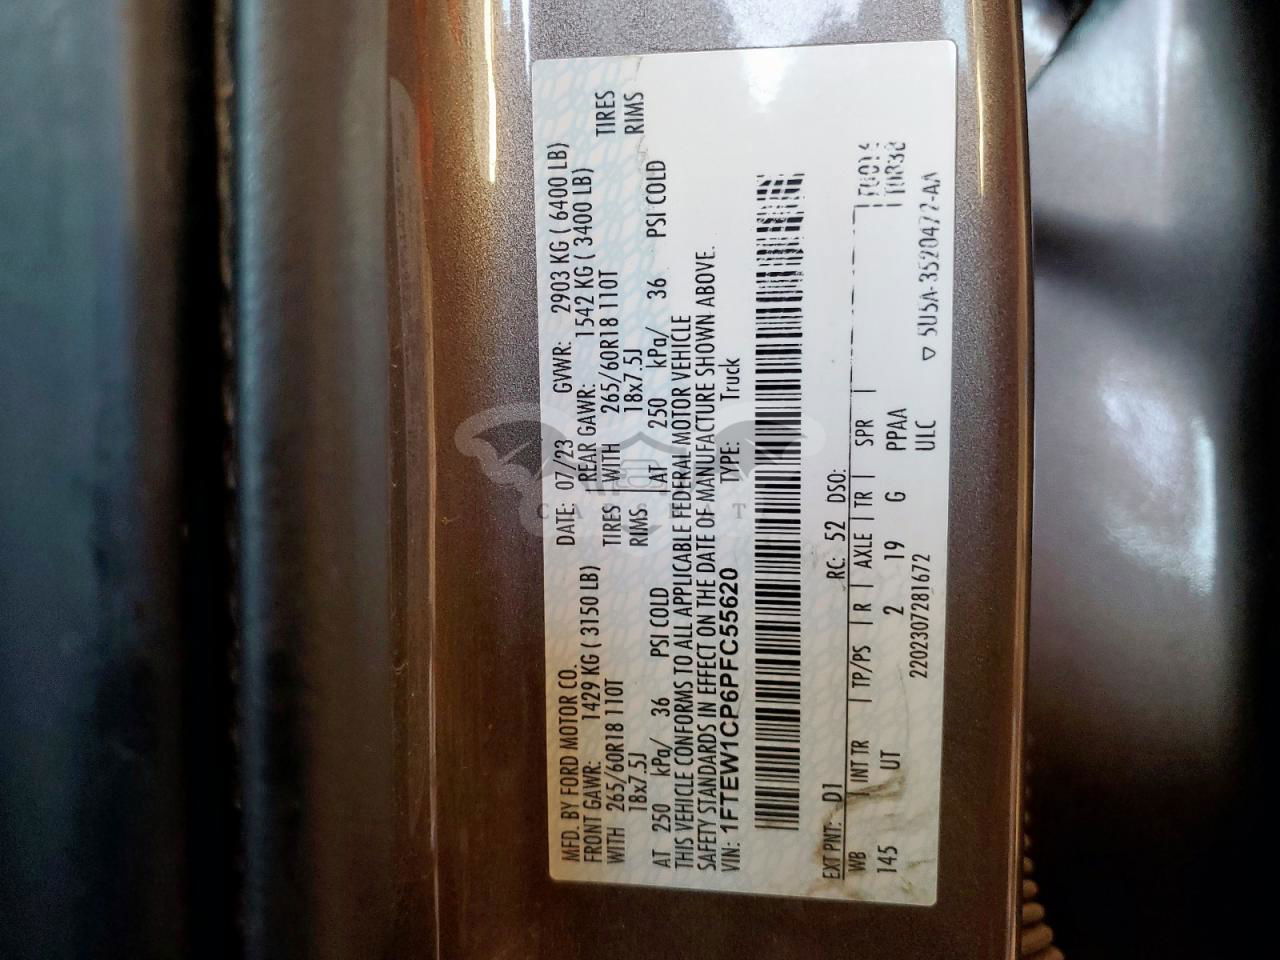 MFD. BY FORD MOTOR CO.
DATE: 07/23 GVWR: 2903 KG ( 6400 LB)
FRONT GAWR: 1429 KG ( 3150 LB) REAR GAWR: 1542 KG ( 3400 LB)
WITH 265/60R18 110T TIRES WITH 265/60R18 110T TIRES
18x7.5J RIMS 18x7.5J RIMS
AT 250 kPa/ 36 PSI COLD AT 250 kPa/ 36 PSI COLD
THIS VEHICLE CONFORMS TO ALL APPLICABLE FEDERAL MOTOR VEHICLE
SAFETY STANDARDS IN EFFECT ON THE DATE OF MANUFACTURE SHOWN ABOVE.
VIN: 1FTEW1CP6PFC55620 TYPE: Truck
EXT PNT: D1 RC: 52 DSO:
WB INT TR TP/PS R AXLE TR SPR
145 UT 2 19 G PPAA
2202307281672 ULC
▽ 5U5A-3520472-AA